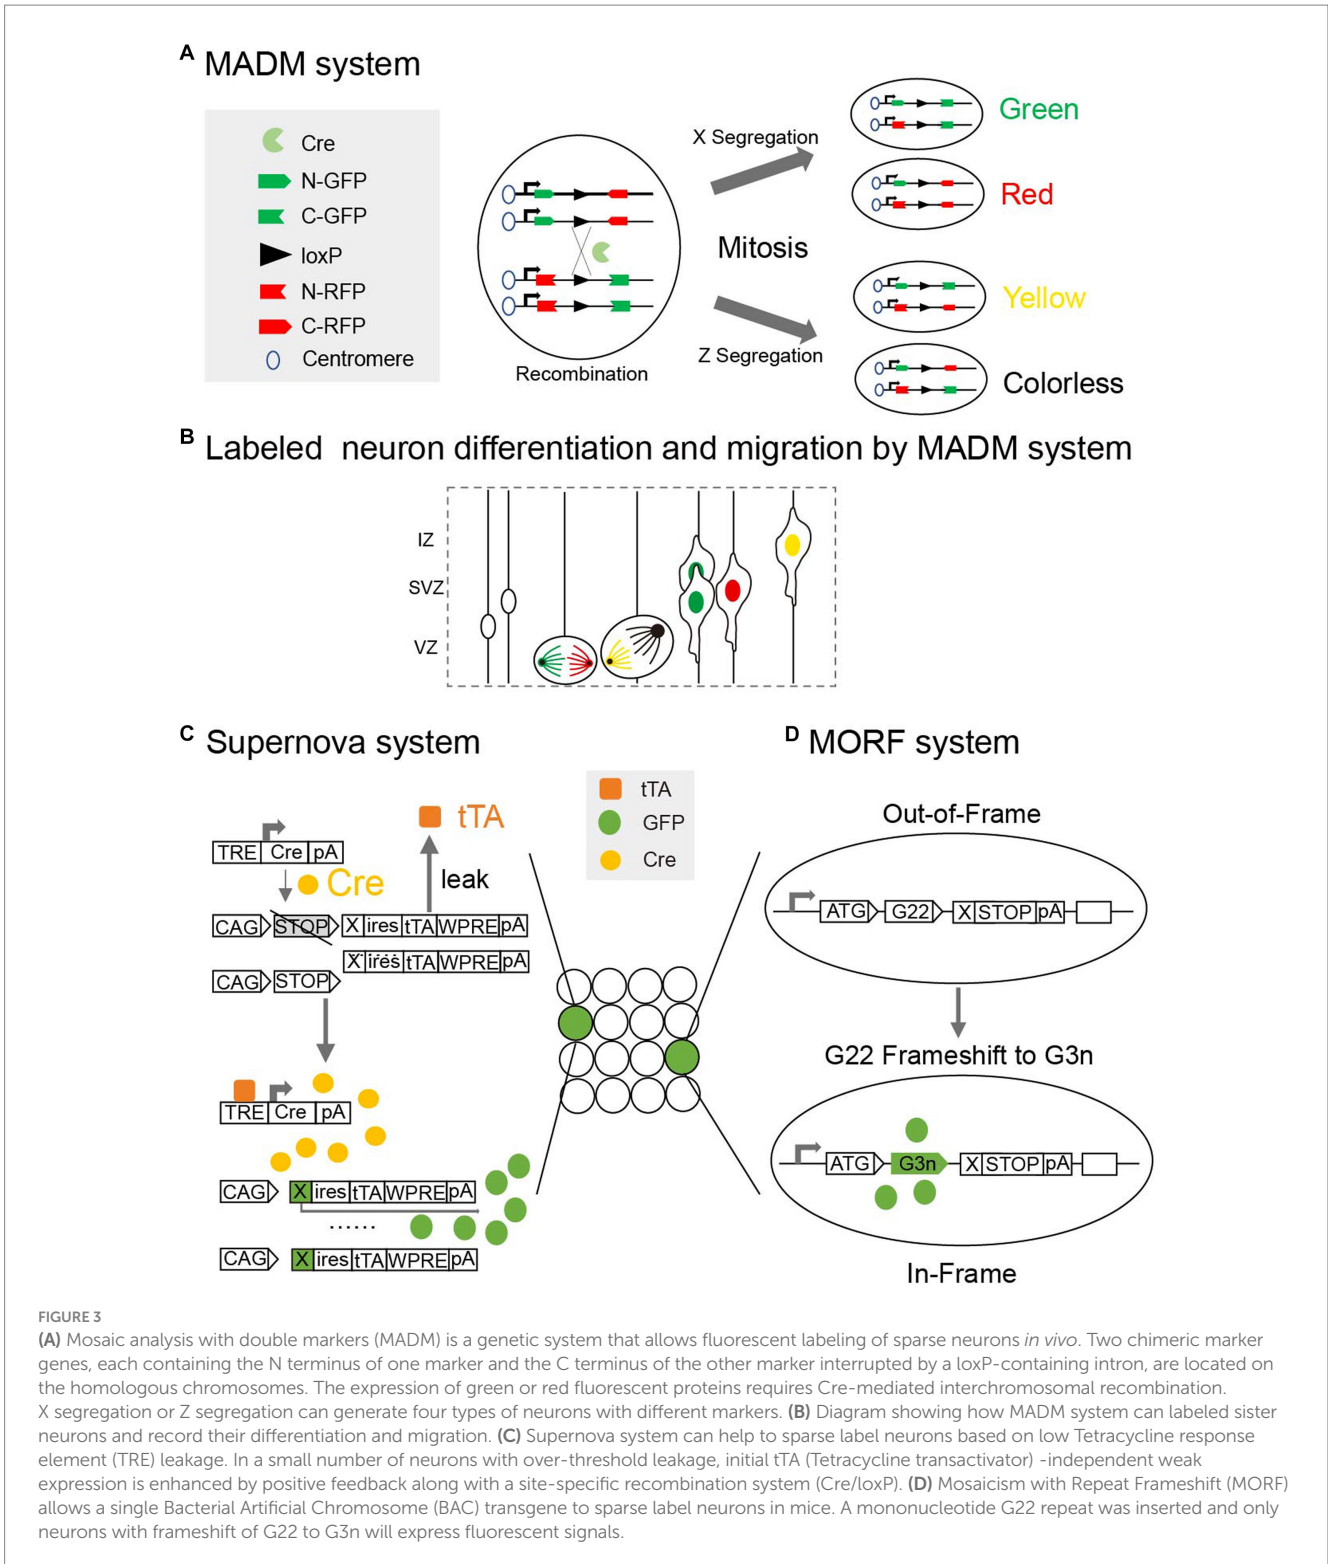 A MADM system
Cre
N-GFP
C-GFP
loxP
N-RFP
C-RFP
Centromere
Recombination
X Segregation
Mitosis
Z Segregation
Green
Red
Yellow
Colorless
B Labeled neuron differentiation and migration by MADM system
IZ
SVZ
VZ
C Supernova system
tTA
leak
TRE Cre pA
Cre
CAG STOP X ires tTA WPRE pA
X ires tTA WPRE pA
CAG STOP
TRE Cre pA
CAG X ires tTA WPRE pA
......
CAG X ires tTA WPRE pA
tTA
GFP
Cre
D MORF system
Out-of-Frame
ATG G22 X STOP pA
G22 Frameshift to G3n
ATG G3n X STOP pA
In-Frame
FIGURE 3
(A) Mosaic analysis with double markers (MADM) is a genetic system that allows fluorescent labeling of sparse neurons in vivo. Two chimeric marker
genes, each containing the N terminus of one marker and the C terminus of the other marker interrupted by a loxP-containing intron, are located on
the homologous chromosomes. The expression of green or red fluorescent proteins requires Cre-mediated interchromosomal recombination.
X segregation or Z segregation can generate four types of neurons with different markers. (B) Diagram showing how MADM system can labeled sister
neurons and record their differentiation and migration. (C) Supernova system can help to sparse label neurons based on low Tetracycline response
element (TRE) leakage. In a small number of neurons with over-threshold leakage, initial tTA (Tetracycline transactivator) -independent weak
expression is enhanced by positive feedback along with a site-specific recombination system (Cre/loxP). (D) Mosaicism with Repeat Frameshift (MORF)
allows a single Bacterial Artificial Chromosome (BAC) transgene to sparse label neurons in mice. A mononucleotide G22 repeat was inserted and only
neurons with frameshift of G22 to G3n will express fluorescent signals.